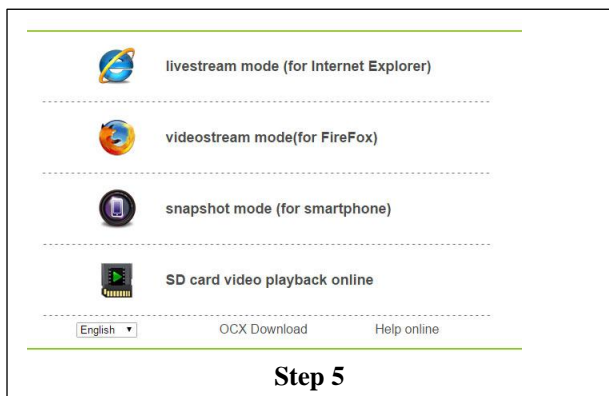 livestream mode (for Internet Explorer)
videostream mode(for FireFox)
snapshot mode (for smartphone)
SD card video playback online
English ▼ OCX Download Help online
Step 5